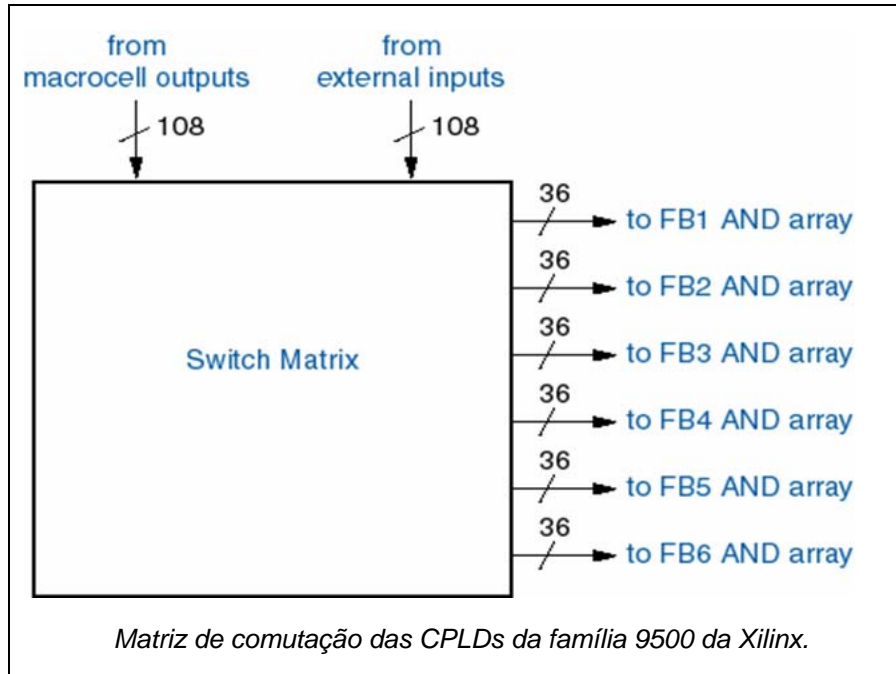 from
macrocell outputs
from
external inputs
108
108
36
to FB1 AND array
36
to FB2 AND array
36
to FB3 AND array
Switch Matrix
36
to FB4 AND array
36
to FB5 AND array
36
to FB6 AND array
Matriz de comutação das CPLDs da família 9500 da Xilinx.